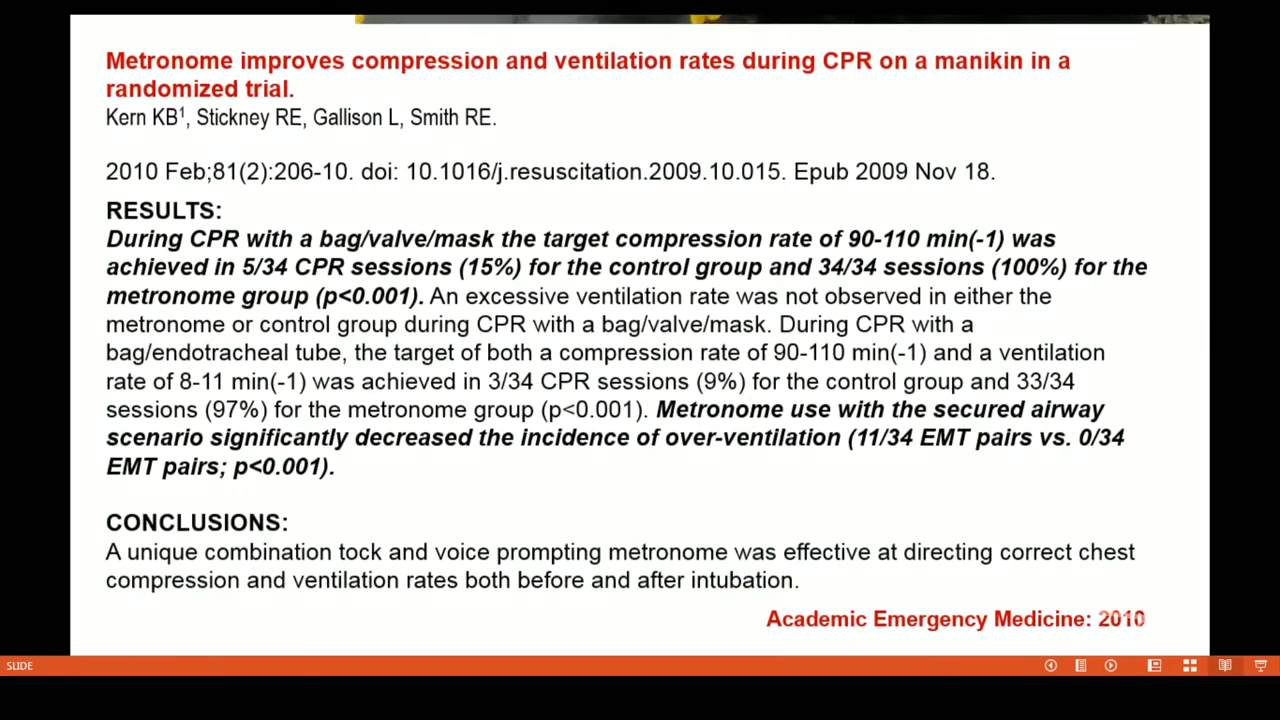 Metronome improves compression and ventilation rates during CPR on a manikin in a
randomized trial.
Kern KB1, Stickney RE, Gallison L, Smith RE.
2010 Feb;81(2):206-10. doi: 10.1016/j.resuscitation.2009.10.015. Epub 2009 Nov 18.
RESULTS:
During CPR with a bag/valve/mask the target compression rate of 90-110 min(-1) was
achieved in 5/34 CPR sessions (15%) for the control group and 34/34 sessions (100%) for the
metronome group (p<0.001). An excessive ventilation rate was not observed in either the
metronome or control group during CPR with a bag/valve/mask. During CPR with a
bag/endotracheal tube, the target of both a compression rate of 90-110 min(-1) and a ventilation
rate of 8-11 min(-1) was achieved in 3/34 CPR sessions (9%) for the control group and 33/34
sessions (97%) for the metronome group (p<0.001). Metronome use with the secured airway
scenario significantly decreased the incidence of over-ventilation (11/34 EMT pairs vs. 0/34
EMT pairs; p<0.001).
CONCLUSIONS:
A unique combination tock and voice prompting metronome was effective at directing correct chest
compression and ventilation rates both before and after intubation.
Academic Emergency Medicine: 2010
SLIDE